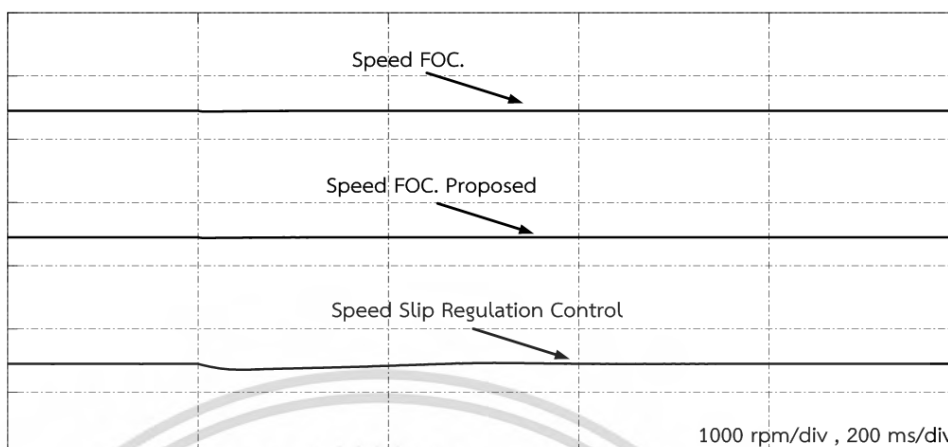 Speed FOC.
Speed FOC. Proposed
Speed Slip Regulation Control
1000 rpm/div , 200 ms/div